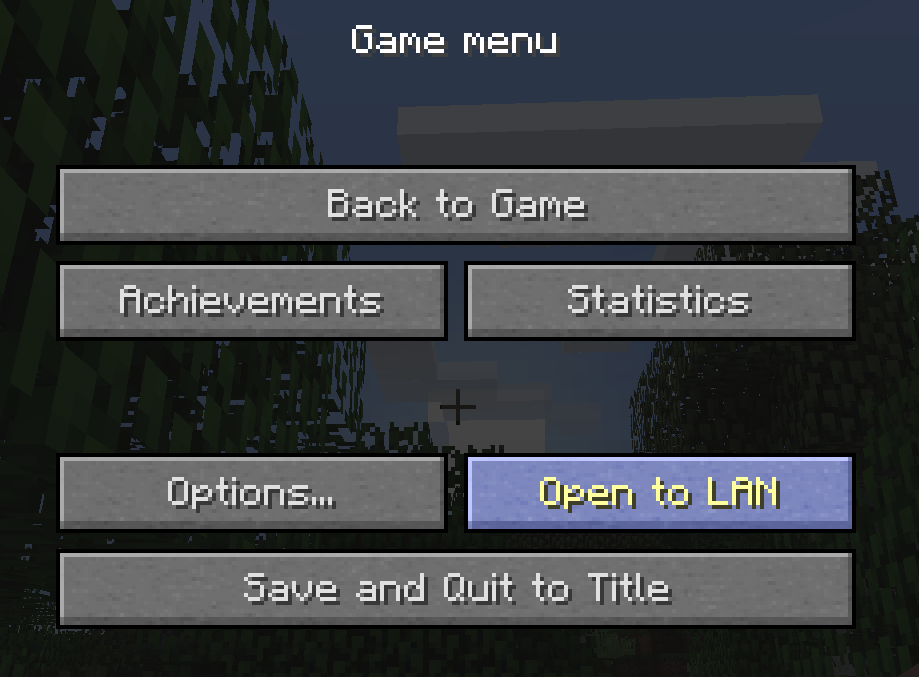 Game menu
Back to Game
Achievements
Statistics
Options...
Open to LAN
Save and Quit to Title